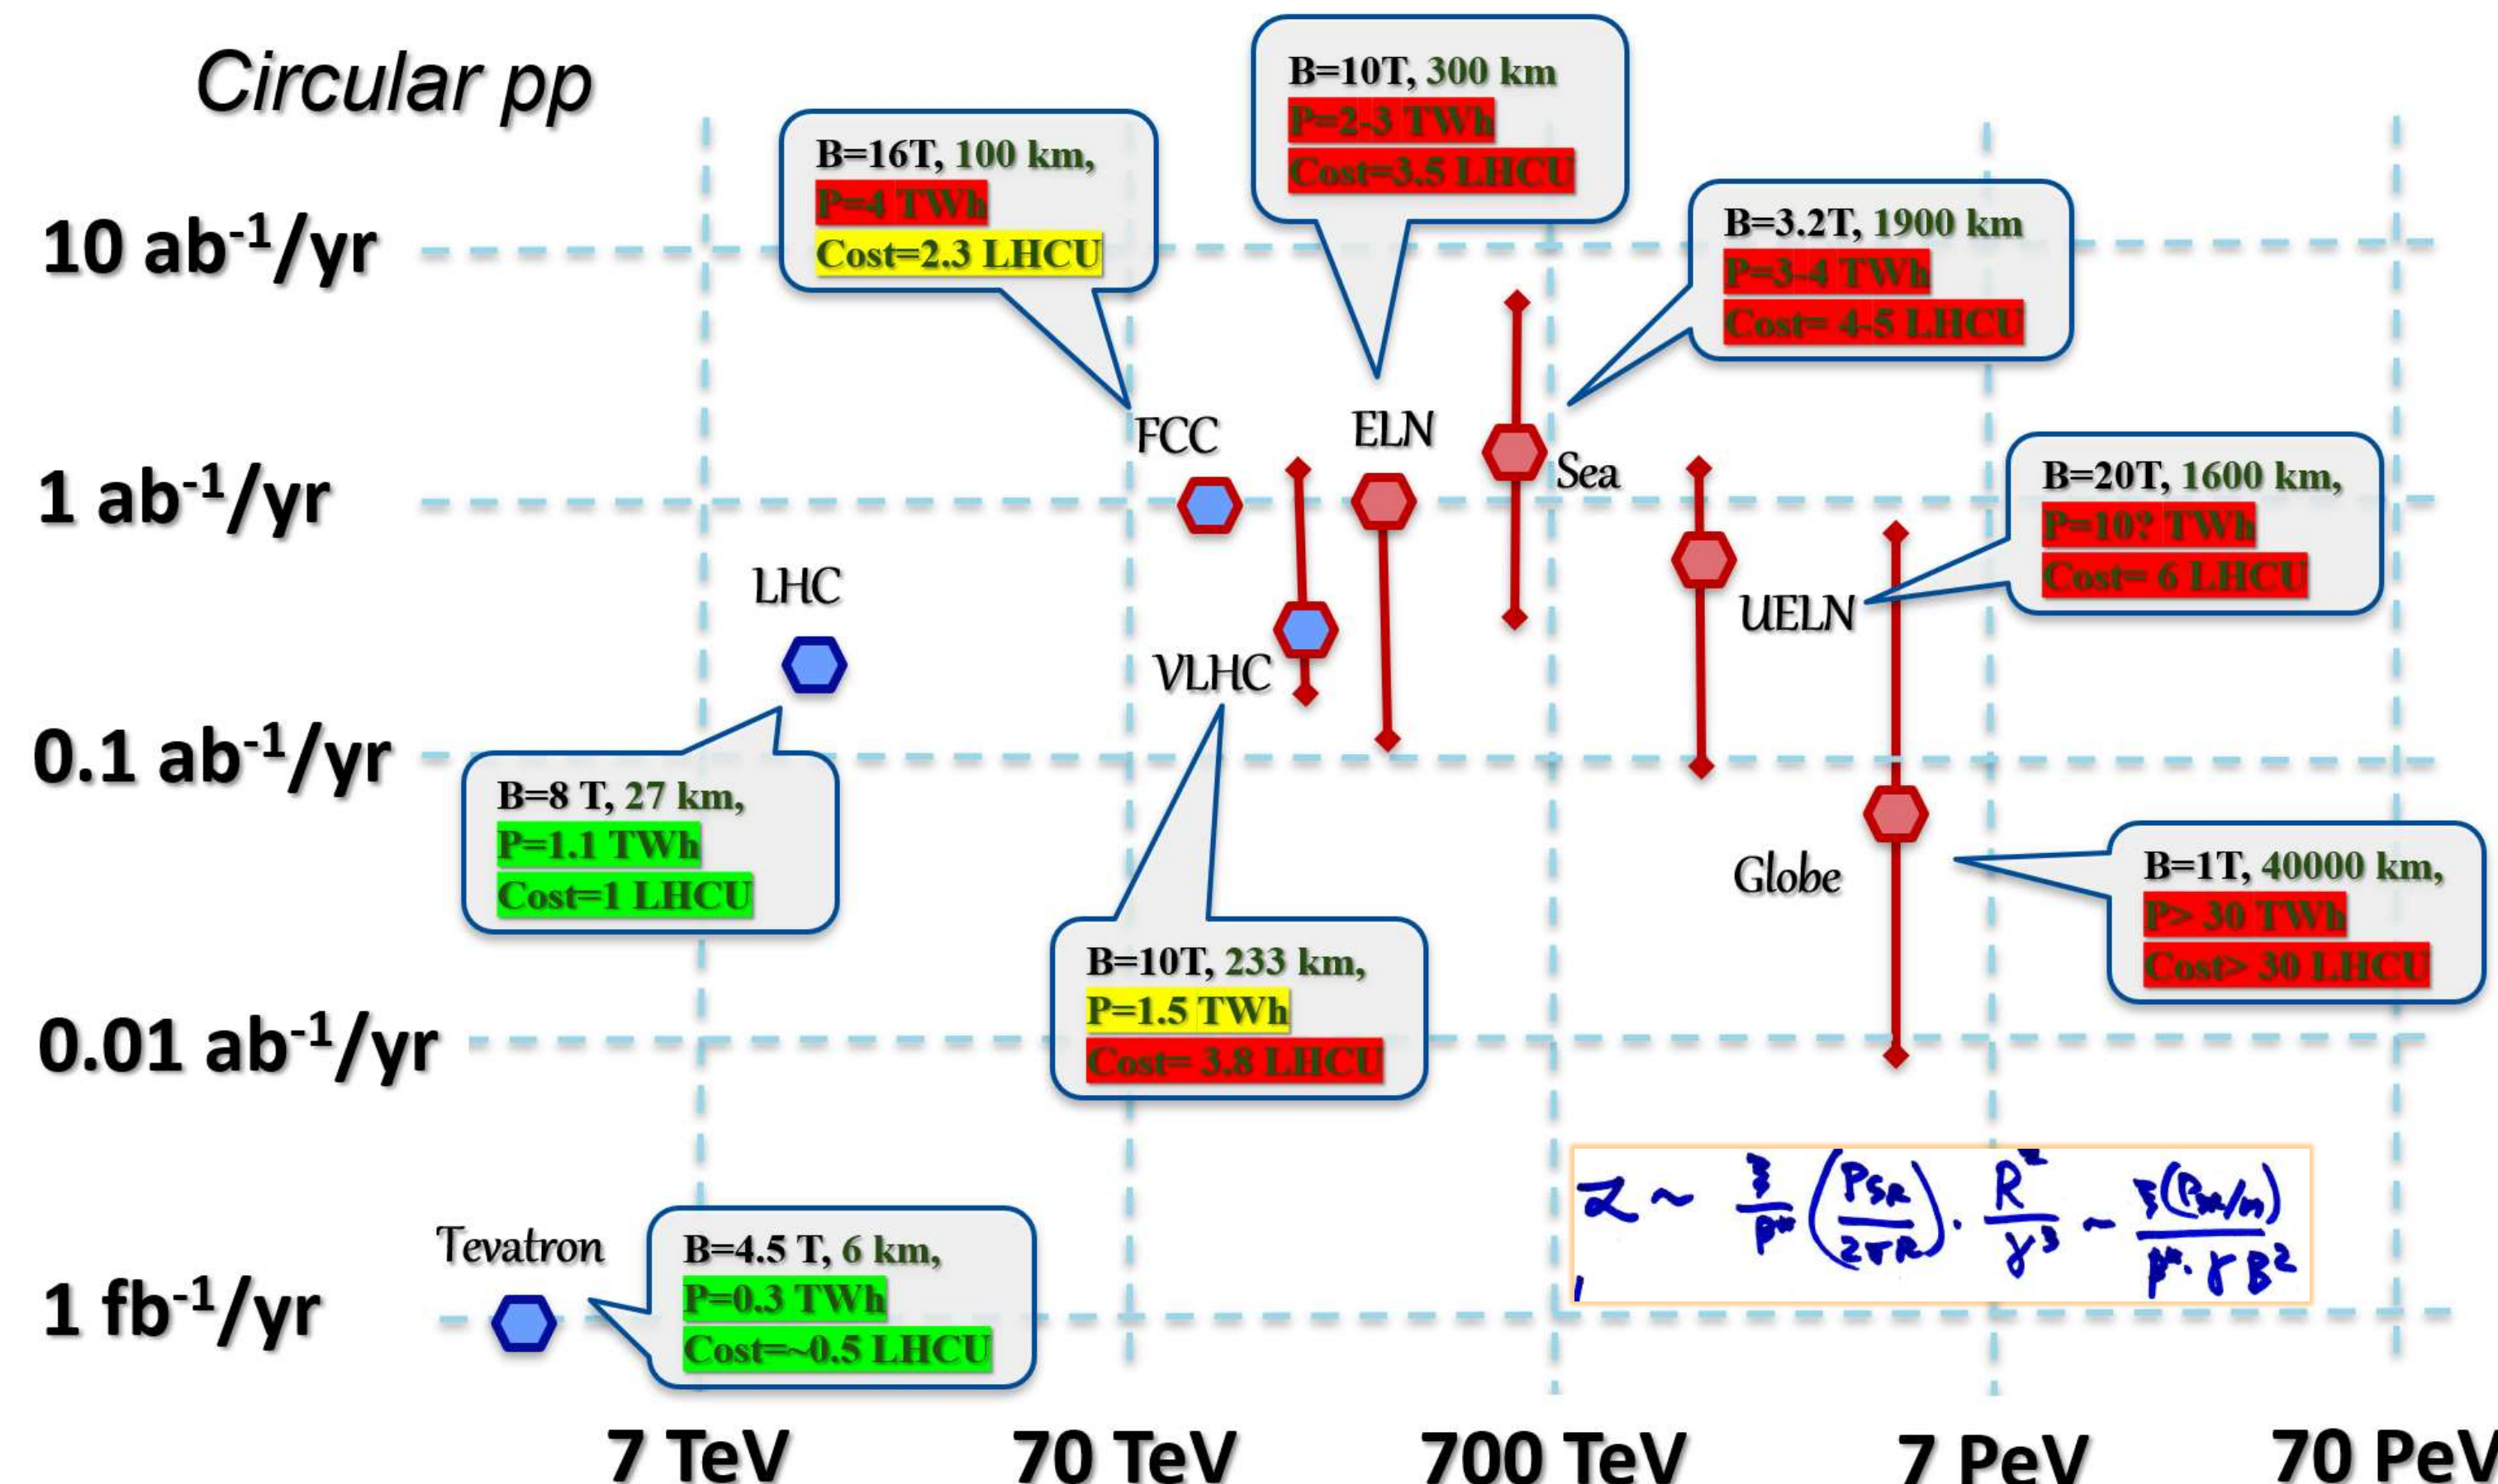 Circular pp
10 ab-1/yr
1 ab-1/yr
0.1 ab-1/yr
0.01 ab-1/yr
1 fb-1/yr
B=16T, 100 km,
P=4 TWh
Cost=2.3 LHCU
B=10T, 300 km
P=2-3 TWh
Cost=3.5 LHCU
B=3.2T, 1900 km
P=3-4 TWh
Cost= 4-5 LHCU
FCC
ELN
Sea
B=20T, 1600 km,
P=10? TWh
Cost= 6 LHCU
LHC
UELN
VLHC
B=8 T, 27 km,
P=1.1 TWh
Cost=1 LHCU
Globe
B=1T, 40000 km,
P> 30 TWh
Cost> 30 LHCU
B=10T, 233 km,
P=1.5 TWh
Cost= 3.8 LHCU
Tevatron
B=4.5 T, 6 km,
P=0.3 TWh
Cost=~0.5 LHCU
7 TeV
70 TeV
700 TeV
7 PeV
70 PeV